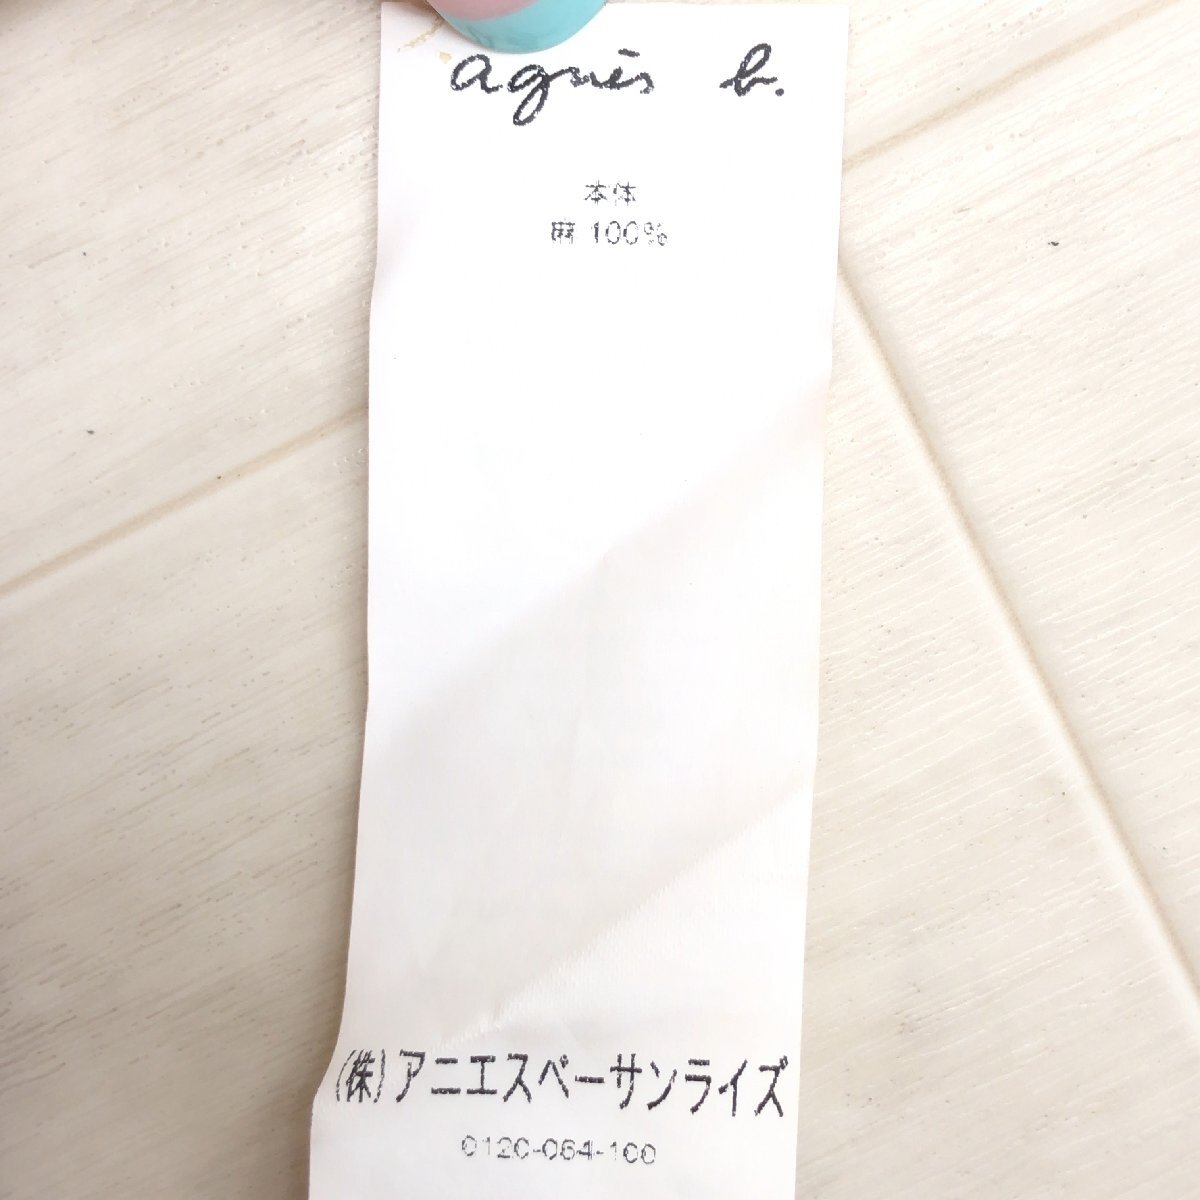 agnès b.
本体
麻 100%
(株)アニエスベーサンライズ
0120-064-100